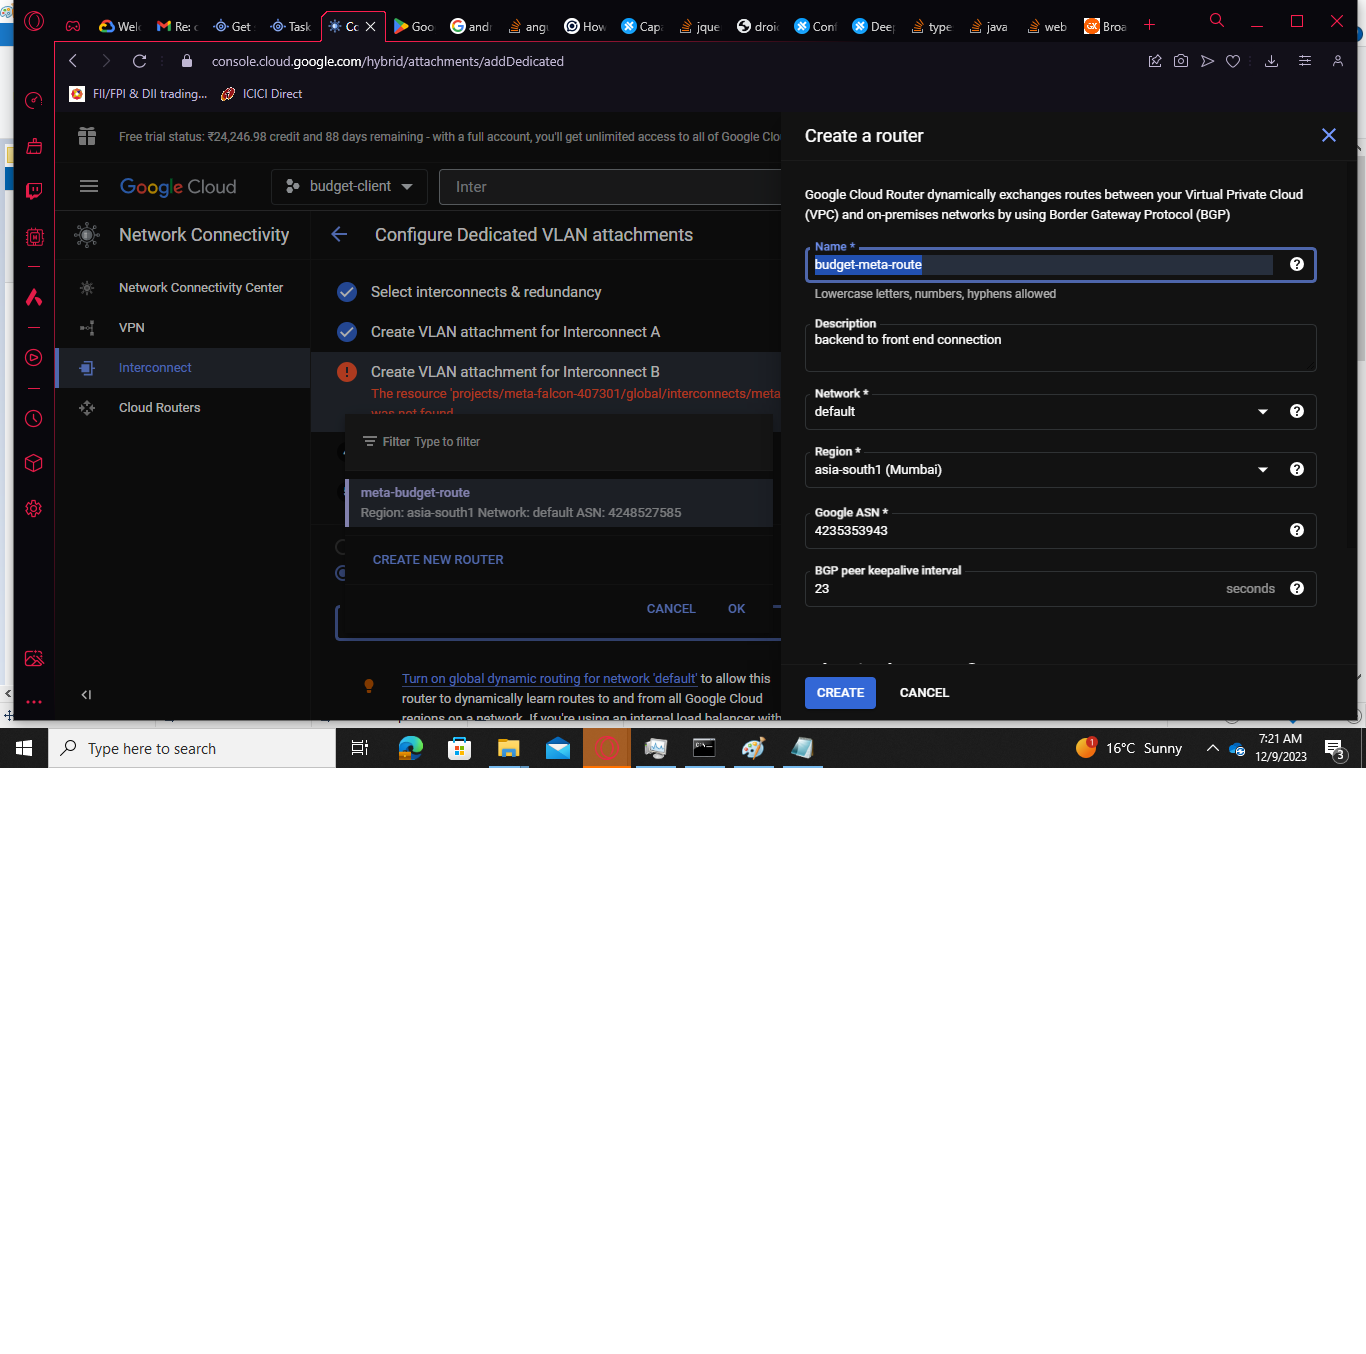 Wel
Re: c
Get
Task
Cc
Goo
andr
angu
How
Capa
jque
droid
Conf
Deep
type
java
web
Broa
console.cloud.google.com/hybrid/attachments/addDedicated
FII/FPI & DII trading...
ICICI Direct
Free trial status: ₹24,246.98 credit and 88 days remaining - with a full account, you'll get unlimited access to all of Google Clo
Google Cloud
budget-client
Inter
Network Connectivity
Network Connectivity Center
VPN
Interconnect
Cloud Routers
Configure Dedicated VLAN attachments
Select interconnects & redundancy
Create VLAN attachment for Interconnect A
Create VLAN attachment for Interconnect B
The resource 'projects/meta-falcon-407301/global/interconnects/meta
was not found
Filter Type to filter
meta-budget-route
Region: asia-south1 Network: default ASN: 4248527585
CREATE NEW ROUTER
CANCEL
OK
Turn on global dynamic routing for network 'default' to allow this
router to dynamically learn routes to and from all Google Cloud
regions on a network. If you're using an internal load balancer with
Create a router
Google Cloud Router dynamically exchanges routes between your Virtual Private Cloud
(VPC) and on-premises networks by using Border Gateway Protocol (BGP)
Name *
budget-meta-route
Lowercase letters, numbers, hyphens allowed
Description
backend to front end connection
Network *
default
Region *
asia-south1 (Mumbai)
Google ASN *
4235353943
BGP peer keepalive interval
23
seconds
CREATE
CANCEL
Type here to search
1
16°C Sunny
7:21 AM
12/9/2023
3